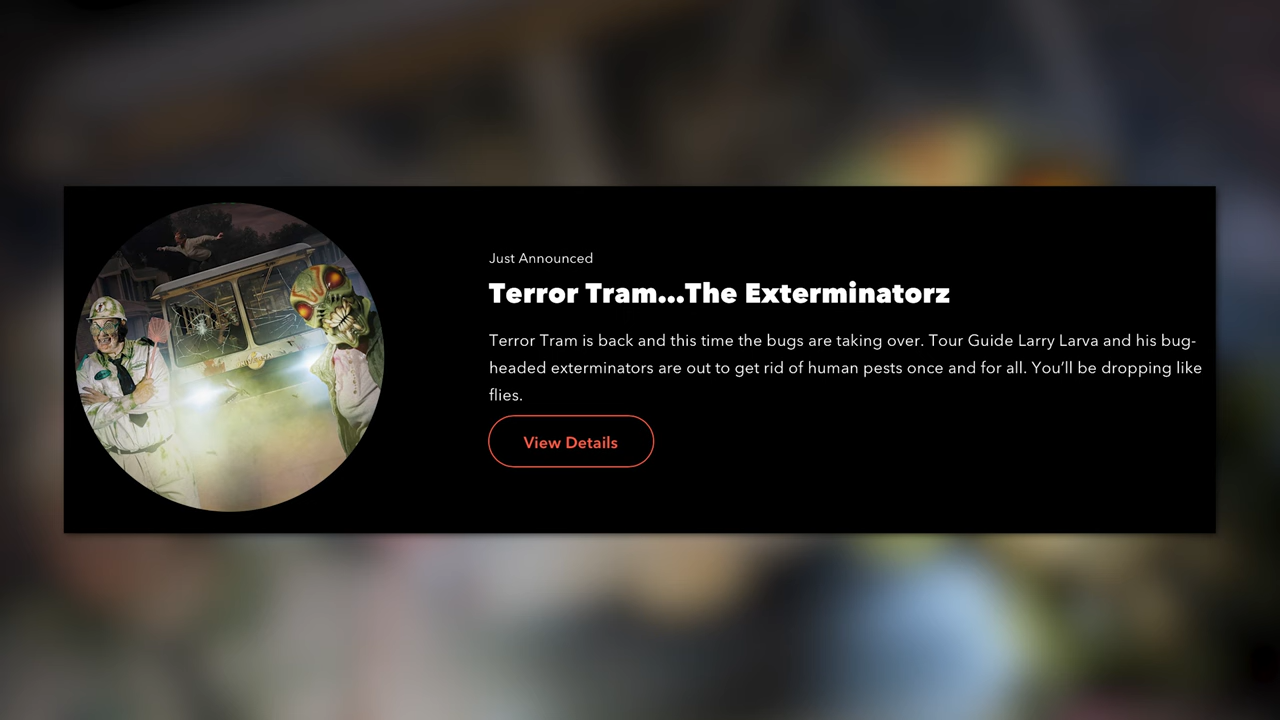 Just Announced
Terror Tram...The Exterminatorz
Terror Tram is back and this time the bugs are taking over. Tour Guide Larry Larva and his bug-
headed exterminators are out to get rid of human pests once and for all. You’ll be dropping like
flies.
View Details